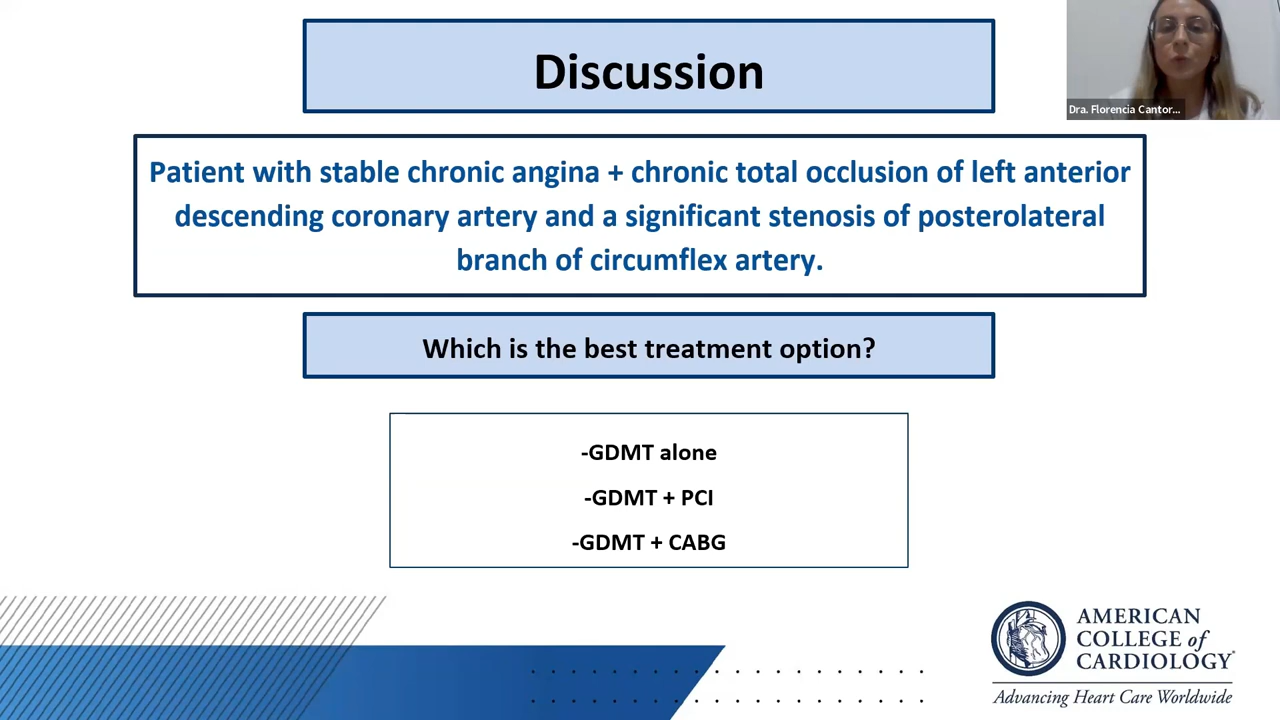 Discussion
Dra. Florencia Cantor...
Patient with stable chronic angina + chronic total occlusion of left anterior
descending coronary artery and a significant stenosis of posterolateral
branch of circumflex artery.
Which is the best treatment option?
-GDMT alone
-GDMT + PCI
-GDMT + CABG
AMERICAN
COLLEGE of
CARDIOLOGY®
Advancing Heart Care Worldwide